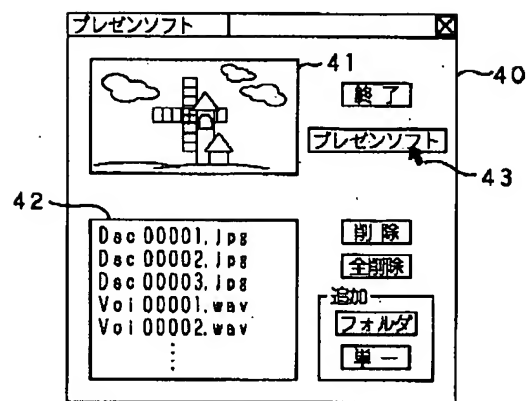 プレゼンソフト
41
40
終了
プレゼンソフト
43
42
Dsc00001.jpg
Dsc00002.jpg
Dsc00003.jpg
Voi00001.wav
Voi00002.wav
削除
全削除
追加
フォルダ
単一